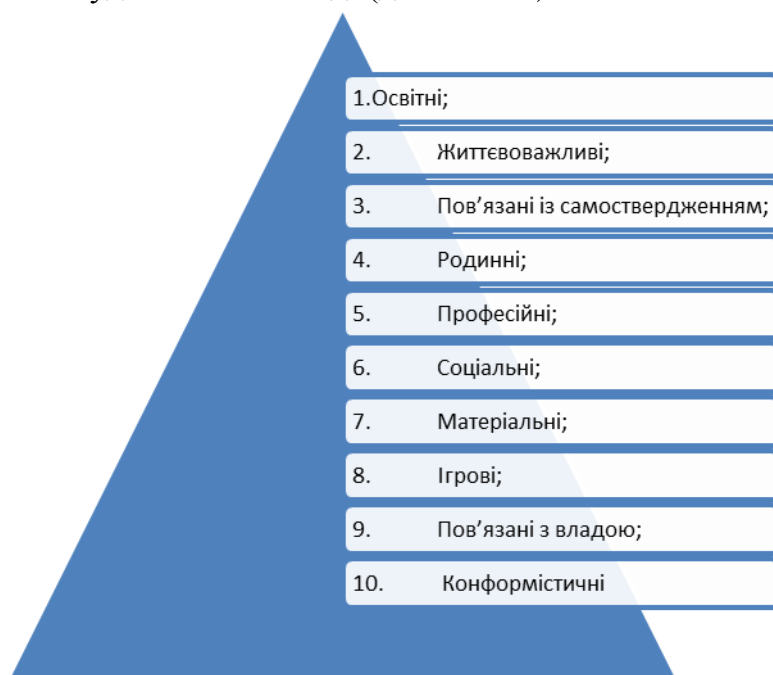 1.Освітні;
2. Життєвоважливі;
3. Пов’язані із самоствердженням;
4. Родинні;
5. Професійні;
6. Соціальні;
7. Матеріальні;
8. Ігрові;
9. Пов’язані з владою;
10. Конформістичні